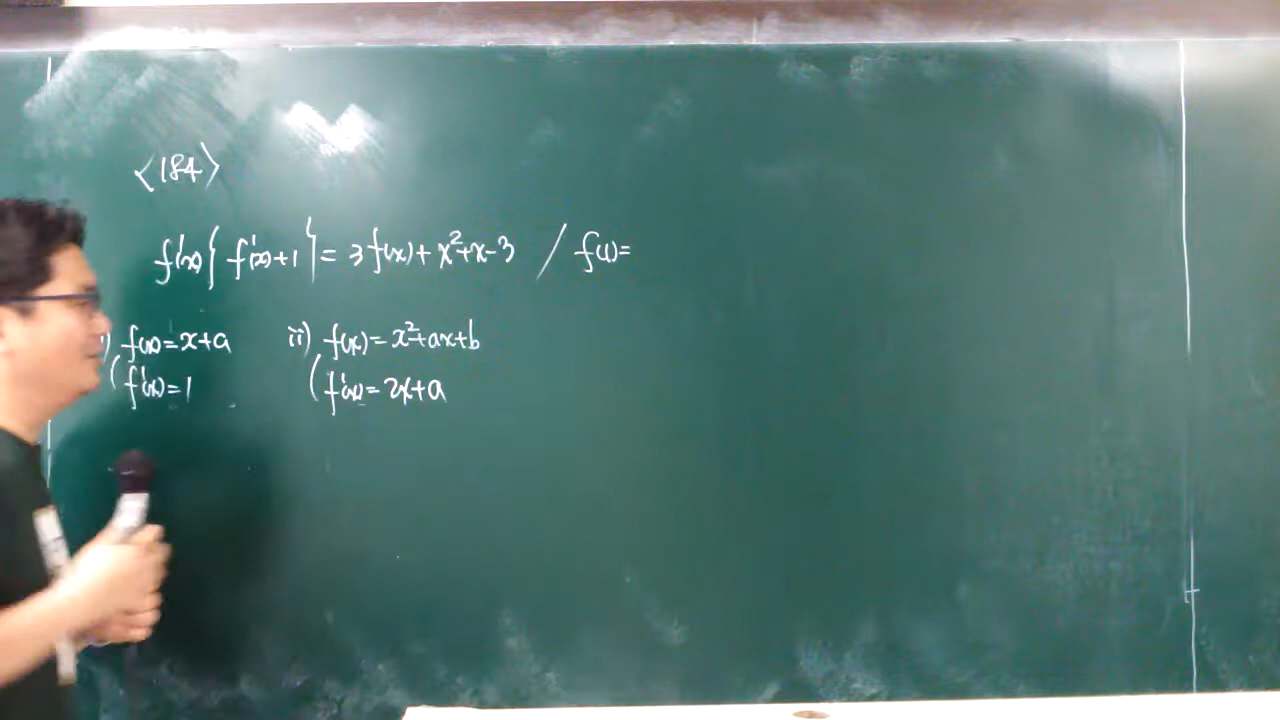 <184>
f'(x){f'(x)+1}=3f(x)+x²+x-3 / f(1)=
i) f(x)=x+a ii) f(x)=x²+ax+b
(f'(x)=1 (f'(x)=2x+a